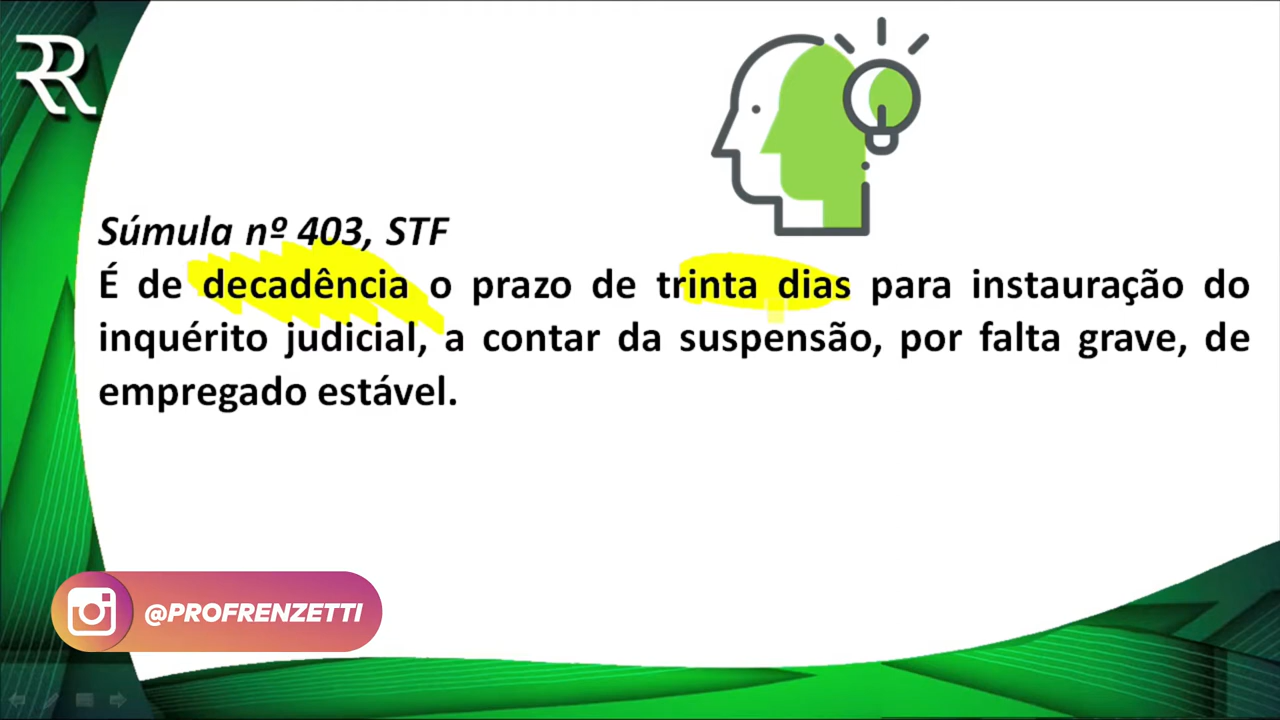 Súmula nº 403, STF
É de decadência o prazo de trinta dias para instauração do
inquérito judicial, a contar da suspensão, por falta grave, de
empregado estável.
@PROFRENZETTI